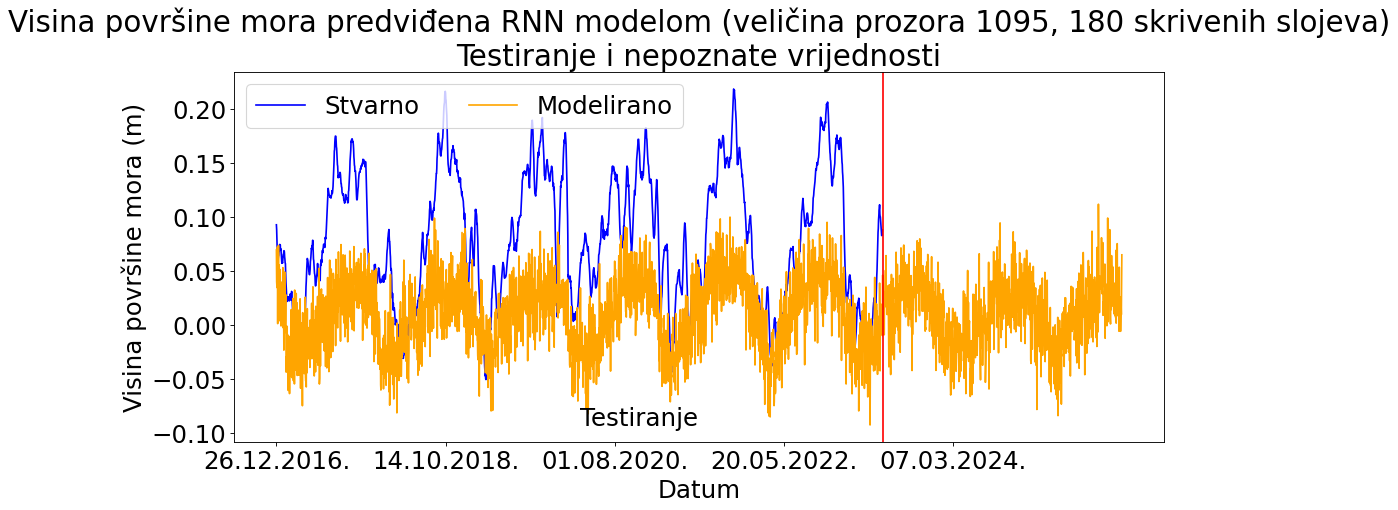 Visina površine mora predviđena RNN modelom (veličina prozora 1095, 180 skrivenih slojeva)
Testiranje i nepoznate vrijednosti
Stvarno Modelirano
Visina površine mora (m)
0.20
0.15
0.10
0.05
0.00
−0.05
−0.10
Testiranje
26.12.2016. 14.10.2018. 01.08.2020. 20.05.2022. 07.03.2024.
Datum